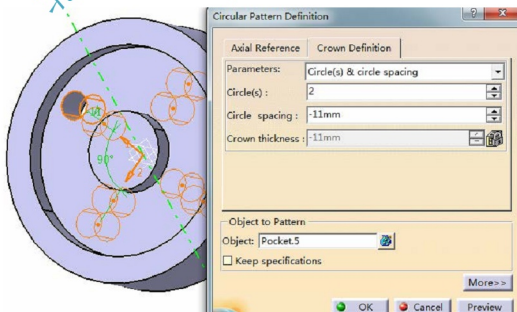 Circular Pattern Definition
Axial Reference
Crown Definition
Parameters:
Circle(s) & circle spacing
Circle(s) :
2
Circle spacing :
-11mm
Crown thickness :
-11mm
Object to Pattern
Object:
Pocket.5
Keep specifications
More>>
OK
Cancel
Preview
90°